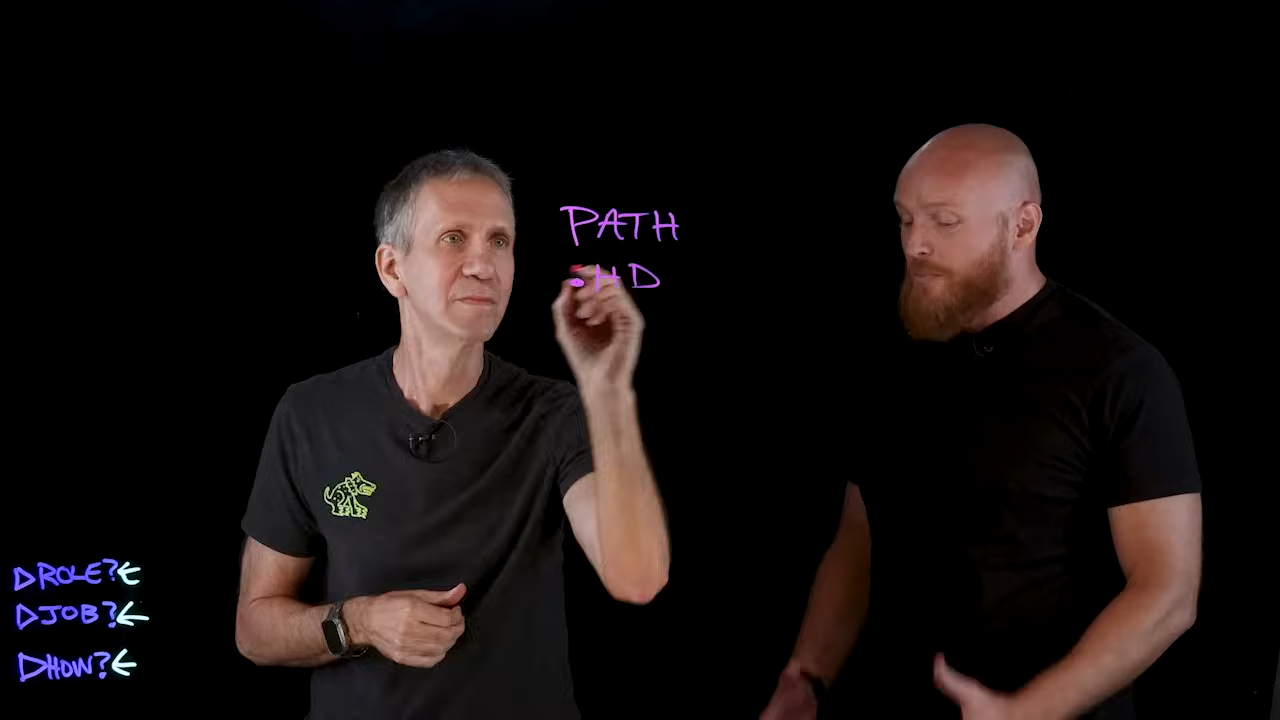 PATH
• HD
▷ROLE?←
▷JOB?←
▷HOW?←